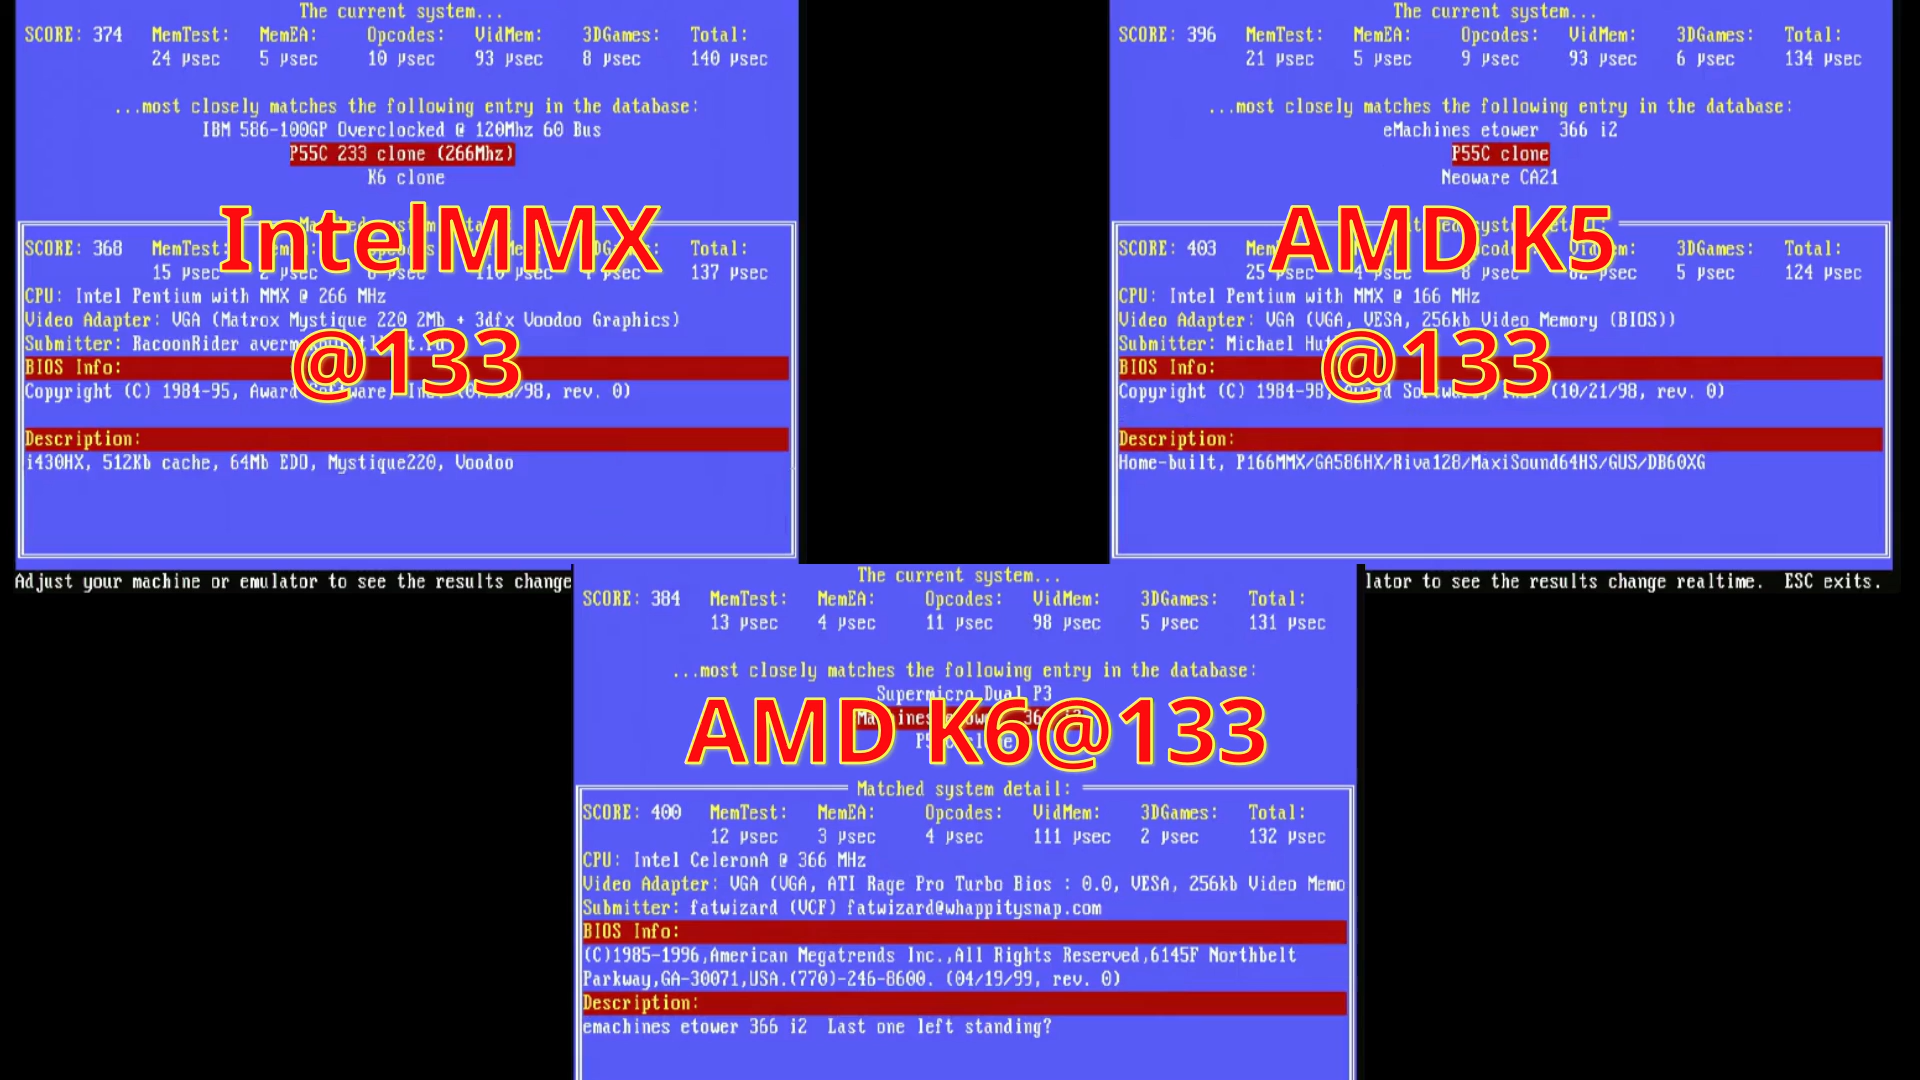 The current system...
SCORE: 374 MemTest: MemEA: Opcodes: VidMem: 3DGames: Total:
24 µsec 5 µsec 10 µsec 93 µsec 8 µsec 140 µsec
...most closely matches the following entry in the database:
IBM 586-100GP Overclocked @ 120Mhz 60 Bus
P55C 233 clone (266Mhz)
K6 clone
IntelMMX
@133
SCORE: 368 MemTest: Total:
15 µsec 137 µsec
CPU: Intel Pentium with MMX @ 266 MHz
Video Adapter: VGA (Matrox Mystique 220 2Mb + 3dfx Voodoo Graphics)
Submitter: RacoonRider
BIOS Info:
Copyright (C) 1984-95, Award Software, rev. 0)
Description:
i430HX, 512Kb cache, 64Mb EDO, Mystique220, Voodoo
Adjust your machine or emulator to see the results change
The current system...
SCORE: 396 MemTest: MemEA: Opcodes: VidMem: 3DGames: Total:
21 µsec 5 µsec 9 µsec 93 µsec 6 µsec 134 µsec
...most closely matches the following entry in the database:
eMachines etower 366 i2
P55C clone
Neoware CA21
AMD K5
@133
SCORE: 403 3DGames: Total:
5 µsec 124 µsec
CPU: Intel Pentium with MMX @ 166 MHz
Video Adapter: VGA (VGA, VESA, 256kb Video Memory (BIOS))
Submitter: Michael
BIOS Info:
Copyright (C) 1984-98, Award Software, Inc. (10/21/98, rev. 0)
Description:
Home-built, P166MMX/GA586HX/Riva128/MaxiSound64HS/GUS/DB60XG
lator to see the results change realtime. ESC exits.
The current system...
SCORE: 384 MemTest: MemEA: Opcodes: VidMem: 3DGames: Total:
13 µsec 4 µsec 11 µsec 98 µsec 5 µsec 131 µsec
...most closely matches the following entry in the database:
Supermicro Dual P3
AMD K6@133
Matched system detail:
SCORE: 400 MemTest: MemEA: Opcodes: VidMem: 3DGames: Total:
12 µsec 3 µsec 4 µsec 111 µsec 2 µsec 132 µsec
CPU: Intel CeleronA @ 366 MHz
Video Adapter: VGA (VGA, ATI Rage Pro Turbo Bios : 0.0, VESA, 256kb Video Memo
Submitter: fatwizard (VCF) fatwizard@whappitysnap.com
BIOS Info:
(C)1985-1996,American Megatrends Inc.,All Rights Reserved,6145F Northbelt
Parkway,GA-30071,USA.(770)-246-8600. (04/19/99, rev. 0)
Description:
emachines etower 366 i2 Last one left standing?